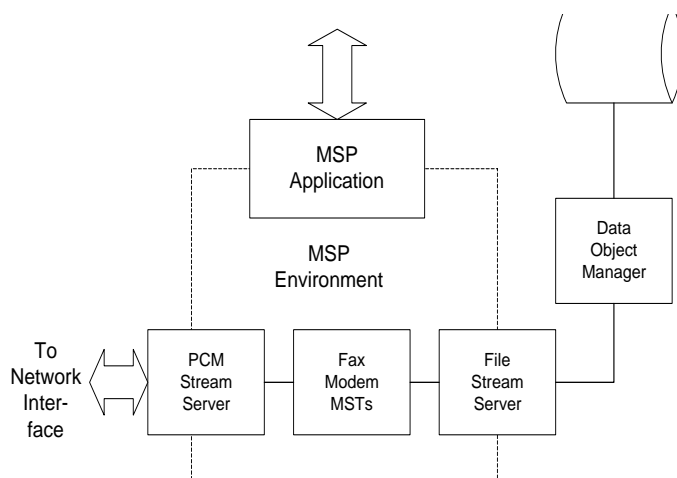 MSP
Application
Data
Object
Manager
MSP
Environment
To
Network
Inter-
face
PCM
Stream
Server
Fax
Modem
MSTs
File
Stream
Server